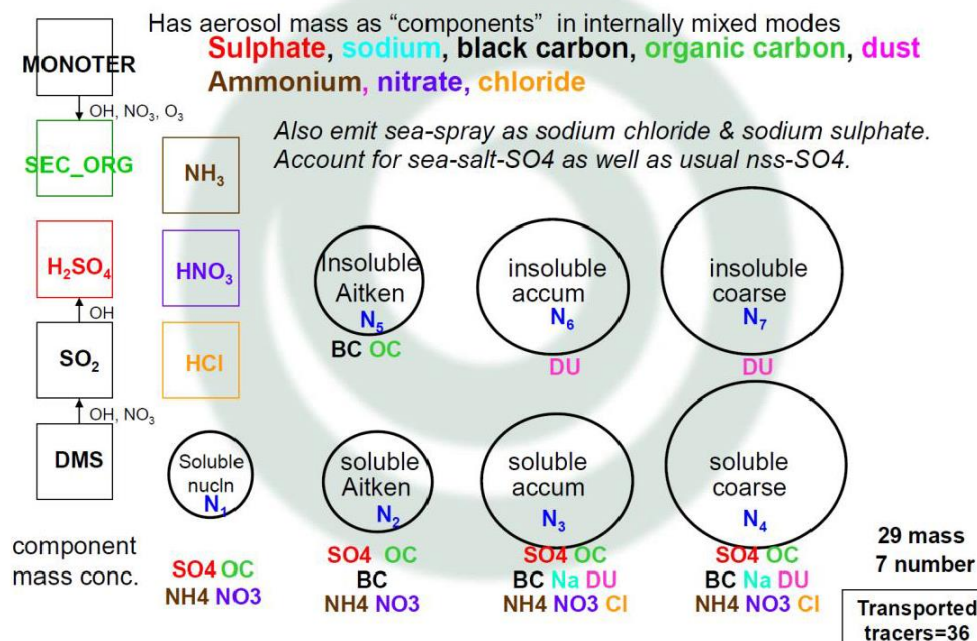 Has aerosol mass as “components” in internally mixed modes
Sulphate, sodium, black carbon, organic carbon, dust
Ammonium, nitrate, chloride
Also emit sea-spray as sodium chloride & sodium sulphate.
Account for sea-salt-SO4 as well as usual nss-SO4.
MONOTER
OH, NO₃, O₃
SEC_ORG
H₂SO₄
OH
SO₂
OH, NO₃
DMS
NH₃
HNO₃
HCl
Insoluble
Aitken
N₅
BC OC
insoluble
accum
N₆
DU
insoluble
coarse
N₇
DU
Soluble
nucln
N₁
soluble
Aitken
N₂
soluble
accum
N₃
soluble
coarse
N₄
component
mass conc.
SO4 OC
NH4 NO3
SO4 OC
BC
NH4 NO3
SO4 OC
BC Na DU
NH4 NO3 Cl
SO4 OC
BC Na DU
NH4 NO3 Cl
29 mass
7 number
Transported
tracers=36